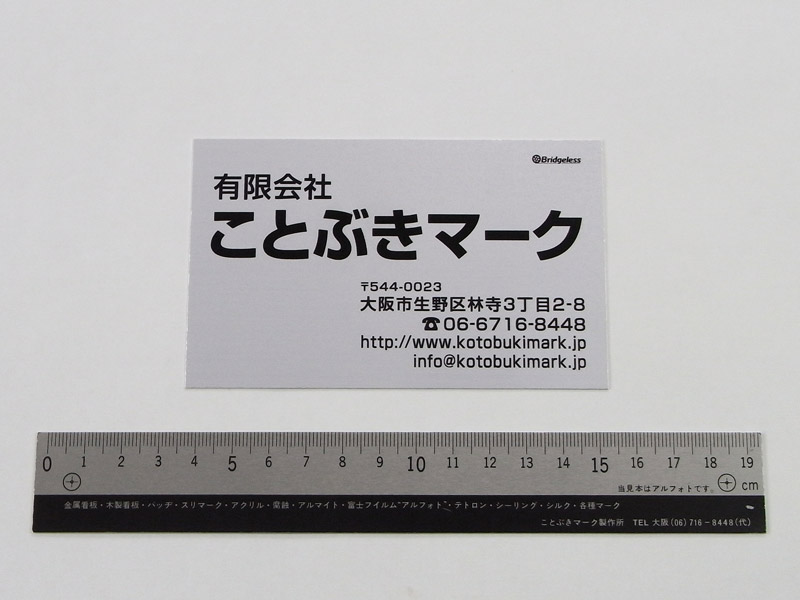 Bridgeless
有限会社
ことぶきマーク
〒544-0023
大阪市生野区林寺3丁目2-8
☎06-6716-8448
http://www.kotobukimark.jp
info@kotobukimark.jp
0 1 2 3 4 5 6 7 8 9 10 11 12 13 14 15 16 17 18 19
当見本はアルフォトです。 cm
金属看板・木製看板・バッヂ・スリマーク・アクリル・腐蝕・アルマイト・富士フイルム"アルフォト"・テトロン・シーリング・シルク・各種マーク
ことぶきマーク製作所 TEL 大阪(06)716-8448(代)